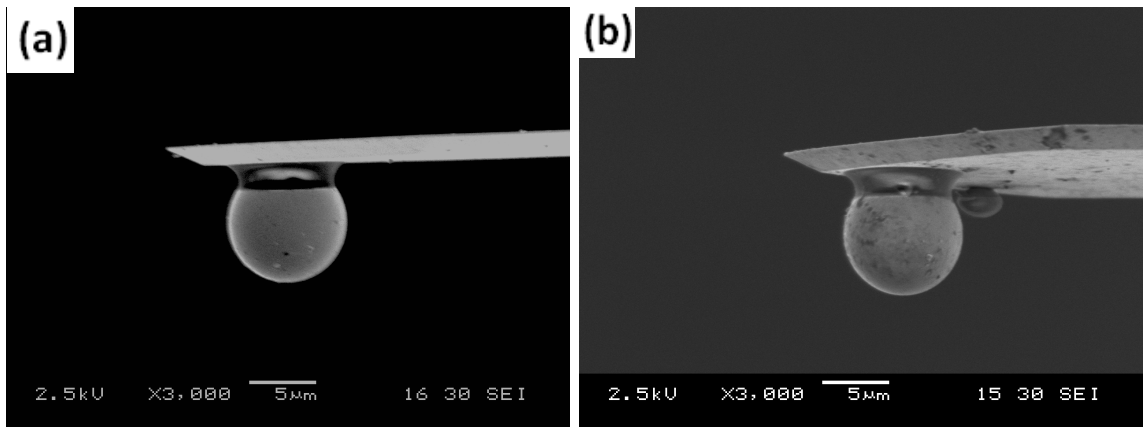 (a)
(b)
2.5kV X3,000 5μm 16 30 SEI
2.5kV X3,000 5μm 15 30 SEI